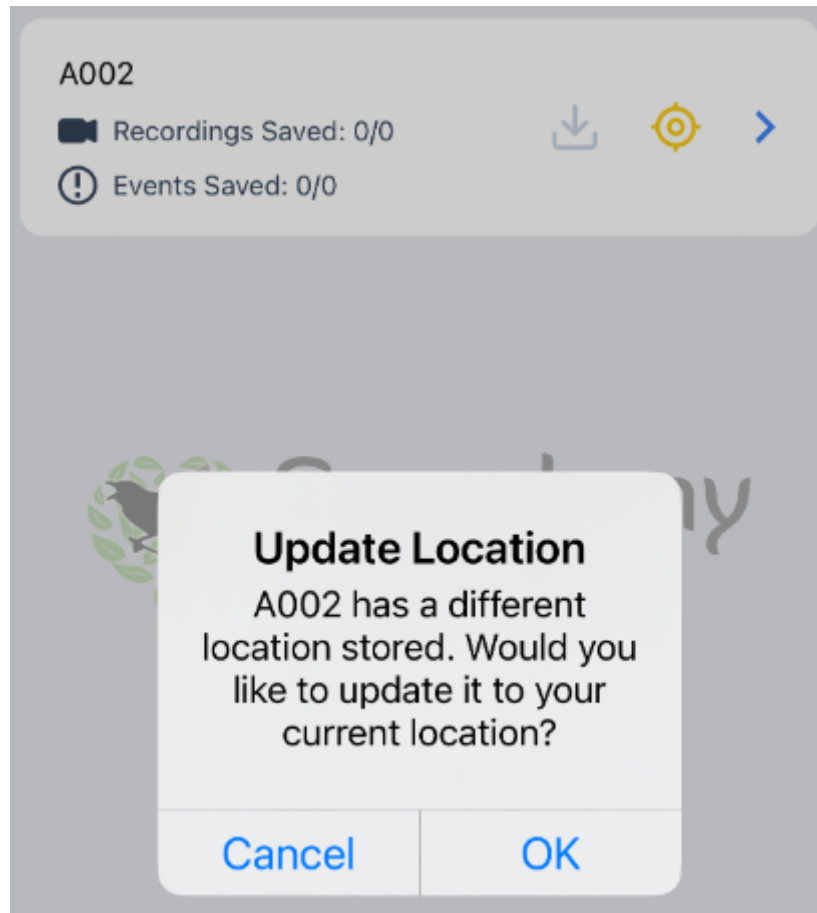 A002
Recordings Saved: 0/0
Events Saved: 0/0
Update Location
A002 has a different
location stored. Would you
like to update it to your
current location?
Cancel OK